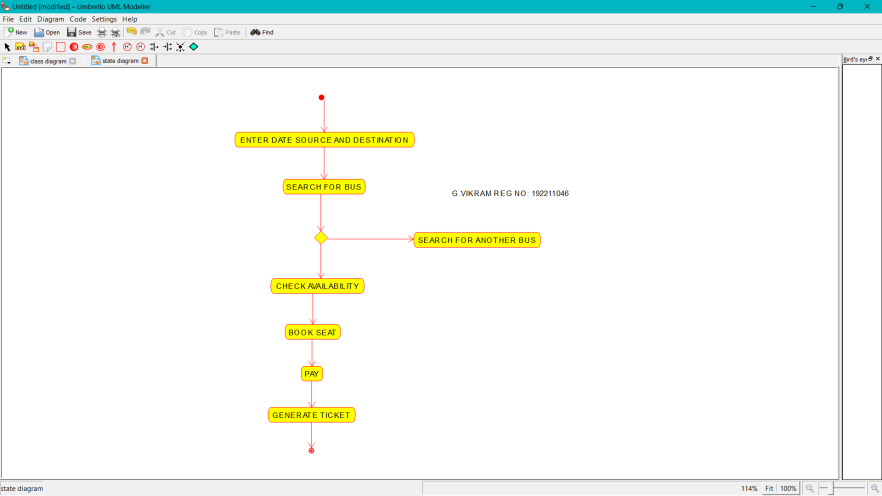 Untitled [modified] – Umbrello UML Modeller
File Edit Diagram Code Settings Help
New Open Save Cut Copy Paste Find
class diagram state diagram
Bird's eye
ENTER DATE SOURCE AND DESTINATION
SEARCH FOR BUS
G.VIKRAM REG NO: 192211046
SEARCH FOR ANOTHER BUS
CHECK AVAILABILITY
BOOK SEAT
PAY
GENERATE TICKET
state diagram
114% Fit 100%